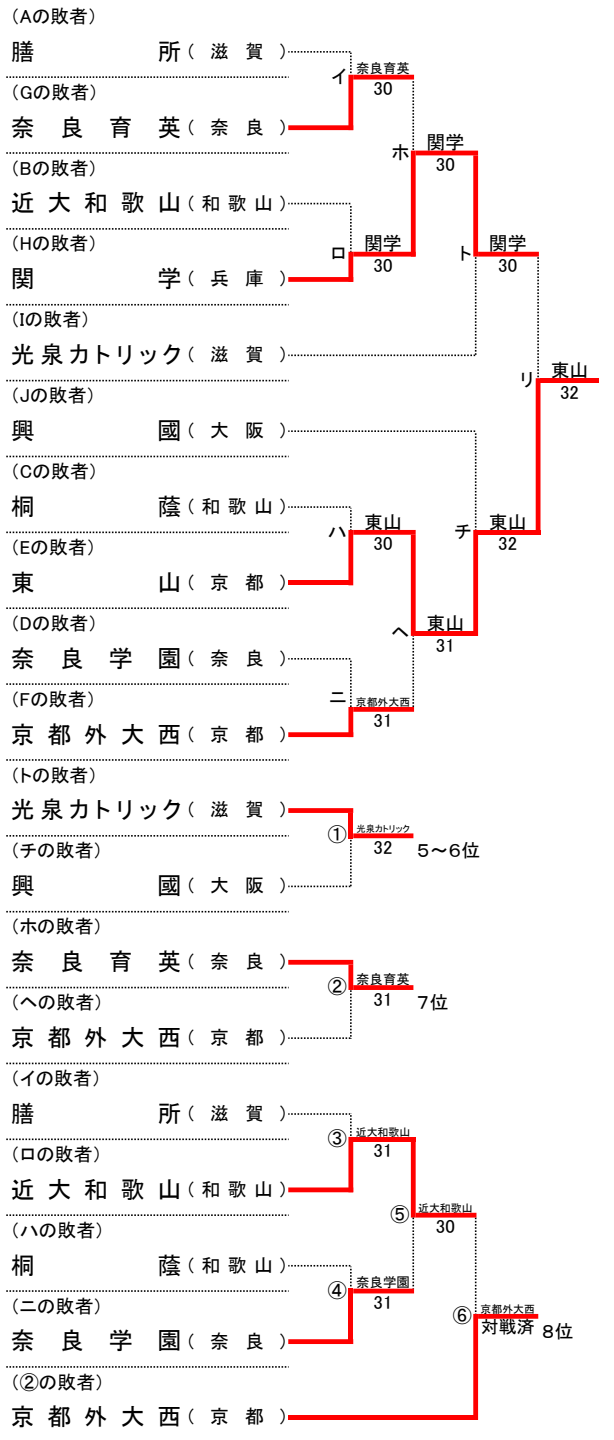 (Aの敗者)
膳所(滋賀)
イ 奈良育英
30
(Gの敗者)
奈良育英(奈良)
ホ 関学
30
(Bの敗者)
近大和歌山(和歌山)
(Hの敗者)
ロ 関学
30
ト 関学
30
関学(兵庫)
(Iの敗者)
光泉カトリック(滋賀)
リ 東山
32
(Jの敗者)
興國(大阪)
(Cの敗者)
桐蔭(和歌山)
ハ 東山
30
チ 東山
32
(Eの敗者)
東山(京都)
(Dの敗者)
ヘ 東山
31
奈良学園(奈良)
(Fの敗者)
ニ 京都外大西
31
京都外大西(京都)
(トの敗者)
光泉カトリック(滋賀)
① 光泉カトリック
32 5～6位
(チの敗者)
興國(大阪)
(ホの敗者)
奈良育英(奈良)
② 奈良育英
31 7位
(ヘの敗者)
京都外大西(京都)
(イの敗者)
膳所(滋賀)
③ 近大和歌山
31
(ロの敗者)
近大和歌山(和歌山)
⑤ 近大和歌山
30
(ハの敗者)
桐蔭(和歌山)
④ 奈良学園
31
(ニの敗者)
⑥ 京都外大西
対戦済 8位
奈良学園(奈良)
(②の敗者)
京都外大西(京都)